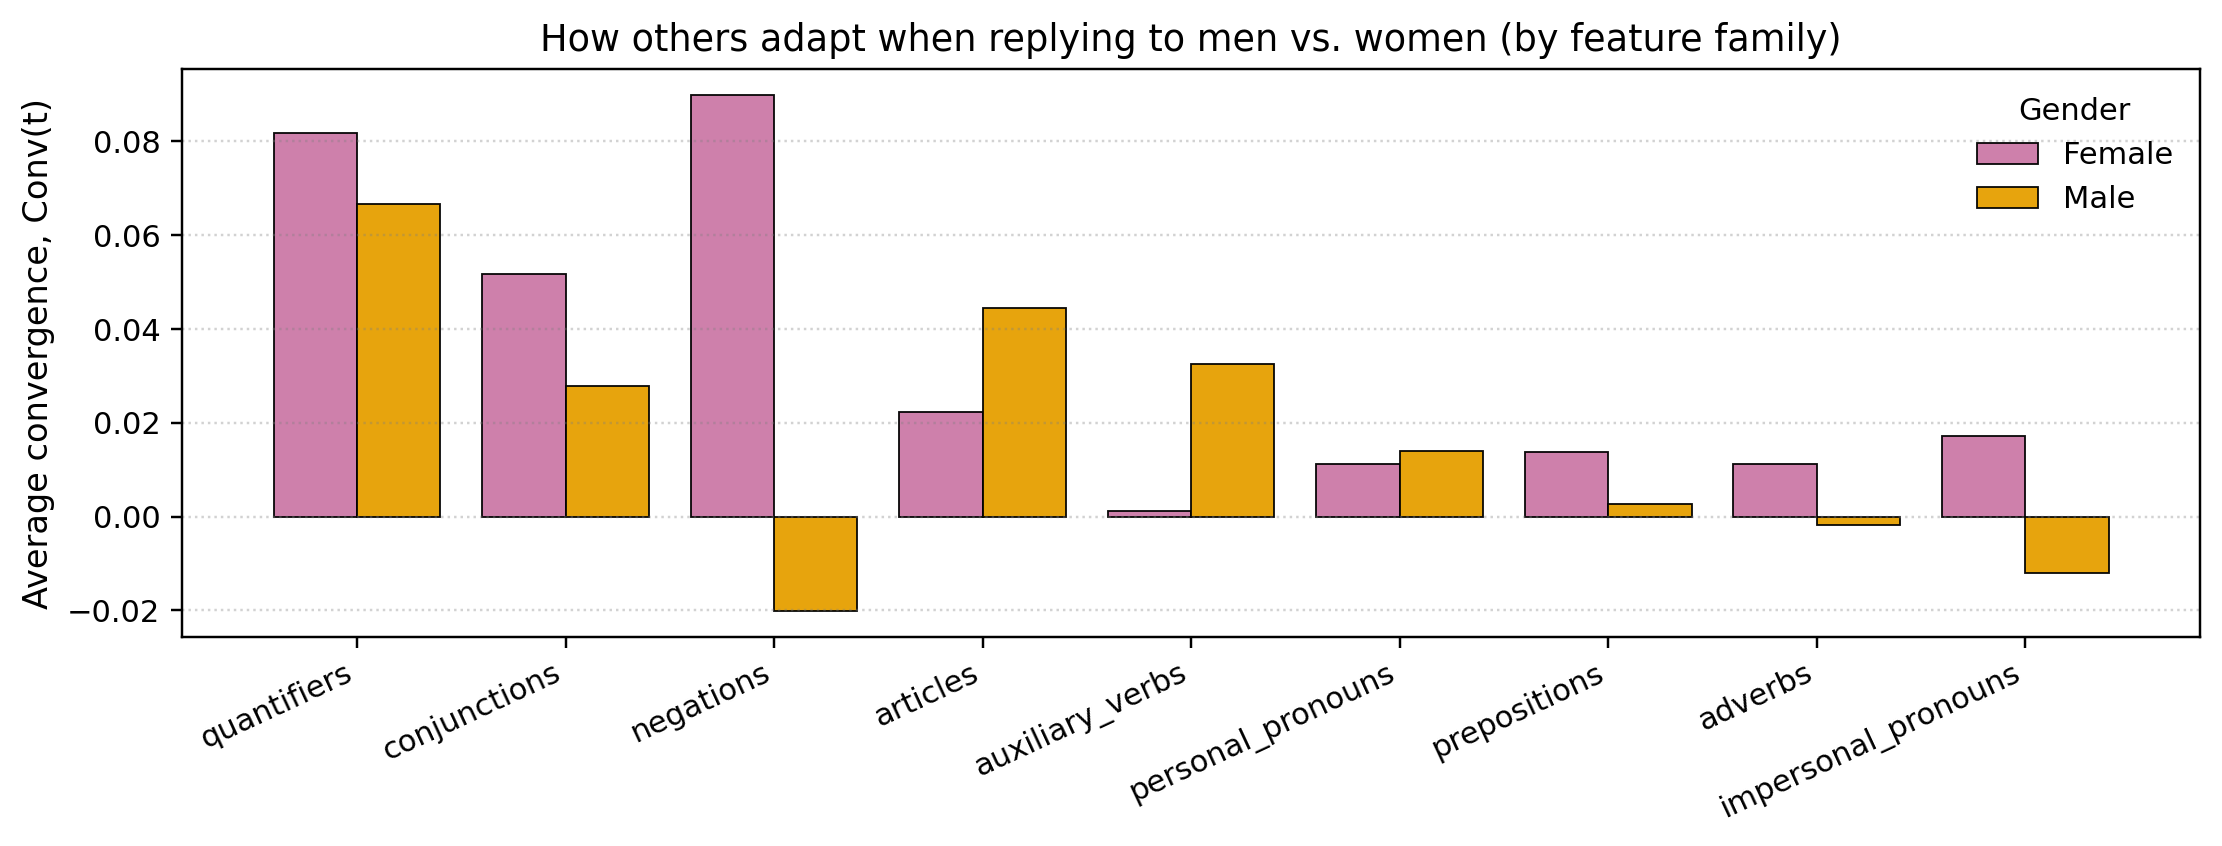 How others adapt when replying to men vs. women (by feature family)
Average convergence, Conv(t)
0.08
0.06
0.04
0.02
0.00
−0.02
Gender
Female
Male
quantifiers
conjunctions
negations
articles
auxiliary_verbs
personal_pronouns
prepositions
adverbs
impersonal_pronouns